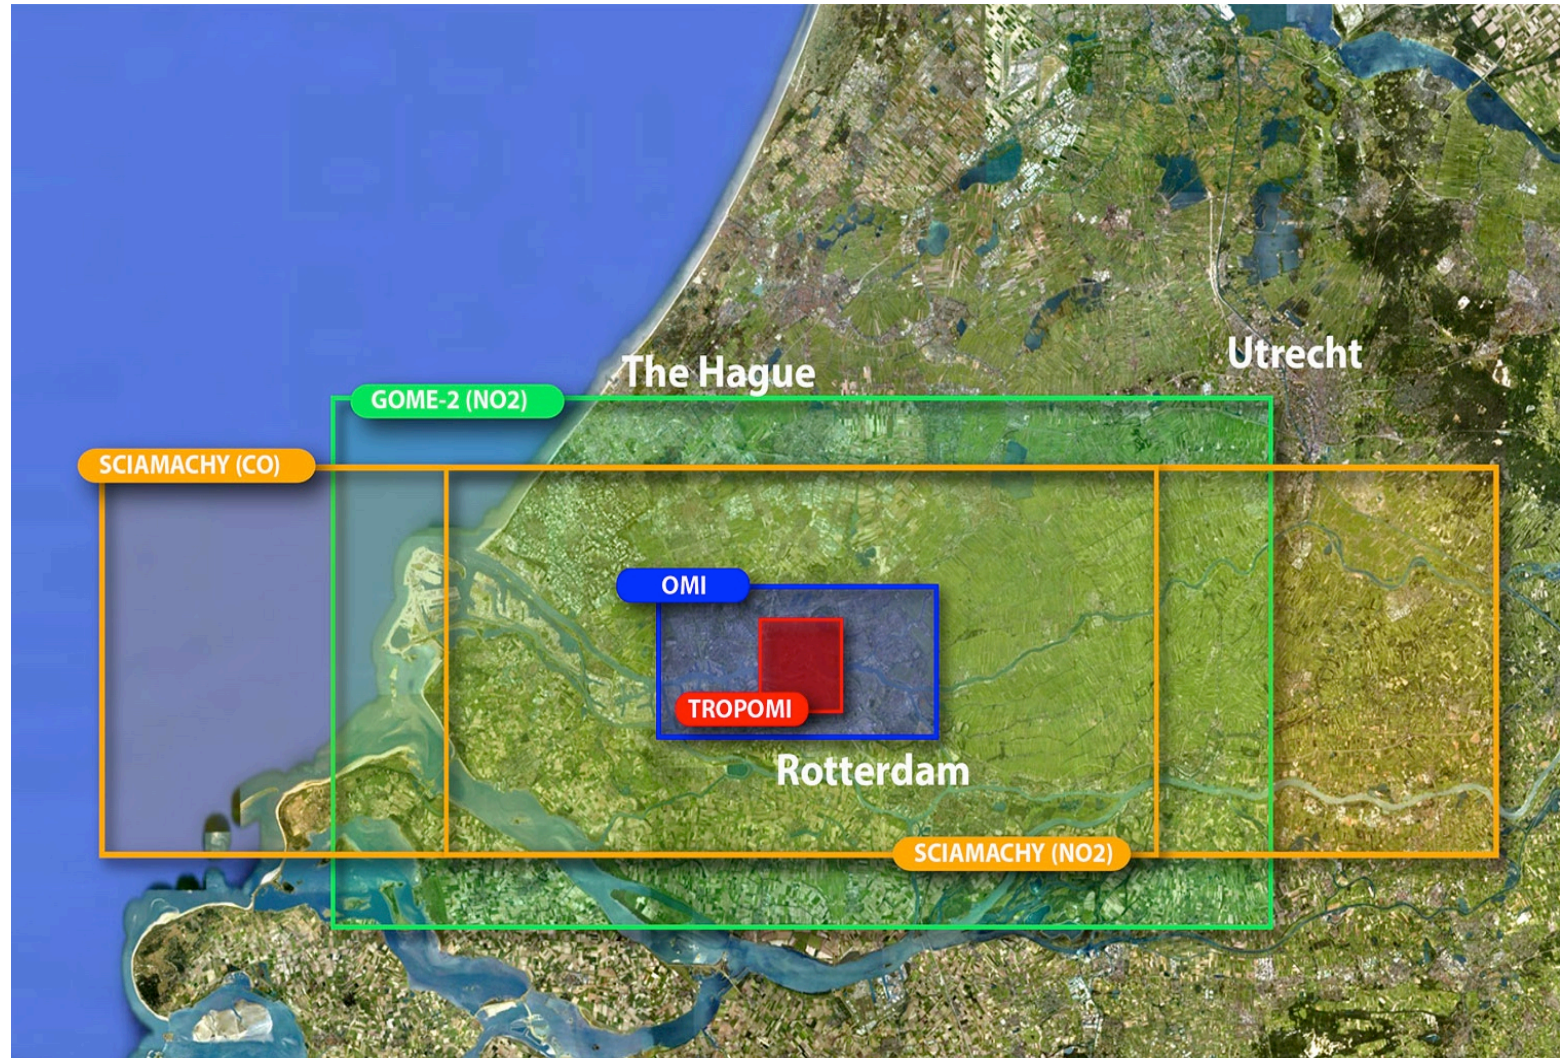 The Hague
Utrecht
GOME-2 (NO2)
SCIAMACHY (CO)
OMI
TROPOMI
Rotterdam
SCIAMACHY (NO2)